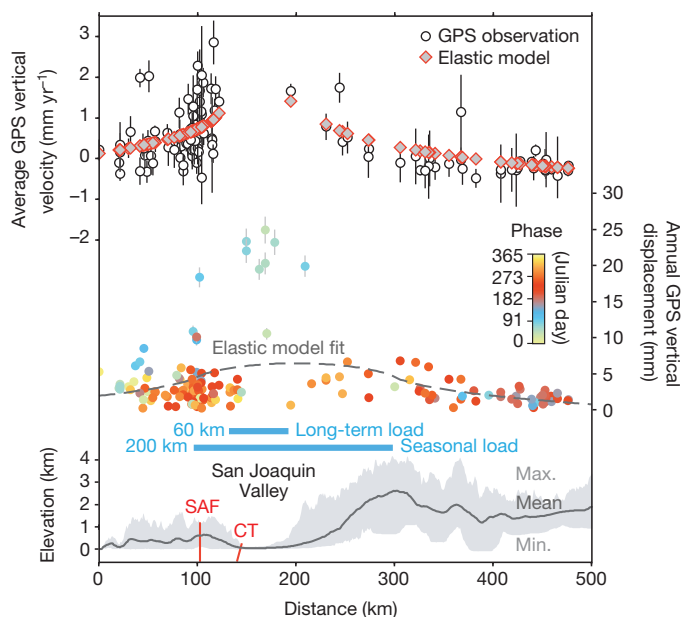 GPS observation
Elastic model
Average GPS vertical
velocity (mm yr⁻¹)
3
2
1
0
−1
−2
Annual GPS vertical
displacement (mm)
30
25
20
15
10
5
0
Phase
(Julian day)
365
273
182
91
0
Elastic model fit
60 km
Long-term load
200 km
Seasonal load
San Joaquin
Valley
SAF
CT
Max.
Mean
Min.
Elevation (km)
4
2
1
0
0
100
200
300
400
500
Distance (km)